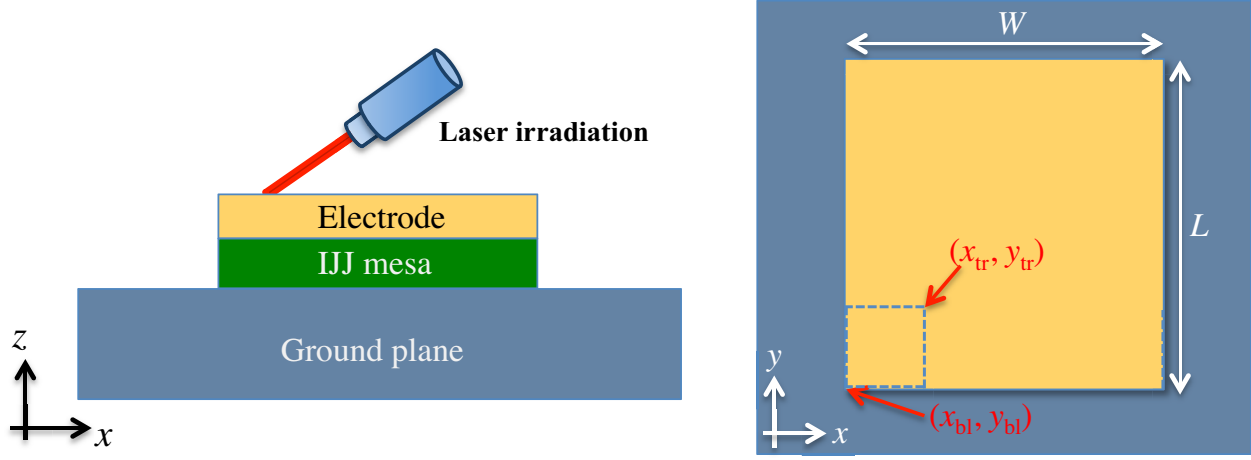 Laser irradiation
Electrode
IJJ mesa
Ground plane
z
x
W
L
(x_tr, y_tr)
(x_bl, y_bl)
y
x